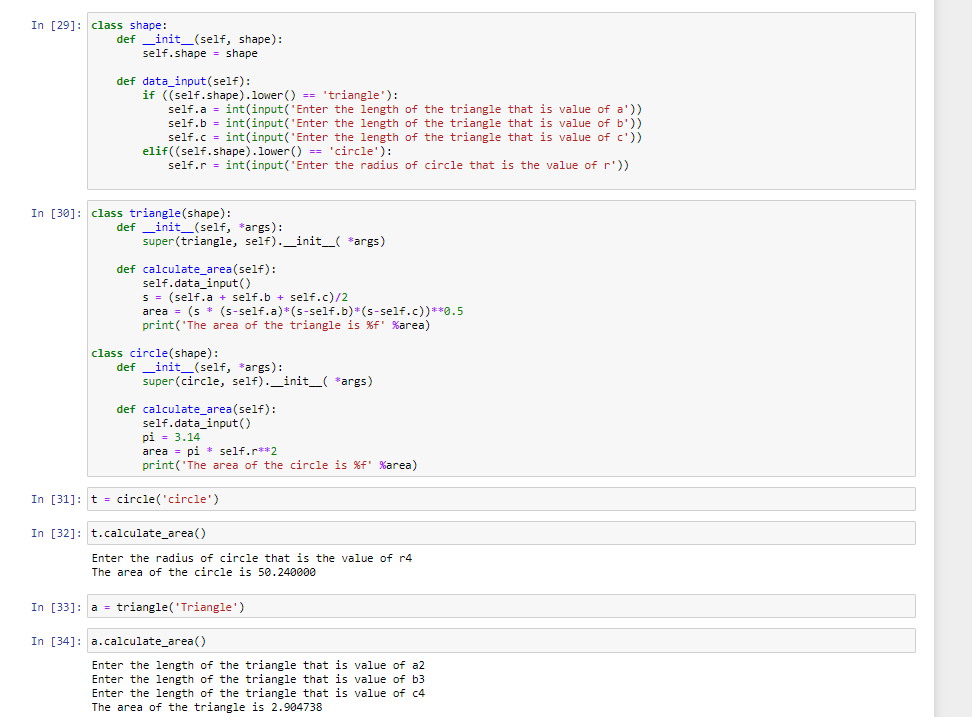 In [29]: class shape:
    def __init__(self, shape):
        self.shape = shape
    def data_input(self):
        if ((self.shape).lower() == 'triangle'):
            self.a = int(input('Enter the length of the triangle that is value of a'))
            self.b = int(input('Enter the length of the triangle that is value of b'))
            self.c = int(input('Enter the length of the triangle that is value of c'))
        elif((self.shape).lower() == 'circle'):
            self.r = int(input('Enter the radius of circle that is the value of r'))
In [30]: class triangle(shape):
    def __init__(self, *args):
        super(triangle, self).__init__( *args)
    def calculate_area(self):
        self.data_input()
        s = (self.a + self.b + self.c)/2
        area = (s * (s-self.a)*(s-self.b)*(s-self.c))**0.5
        print('The area of the triangle is %f' %area)
class circle(shape):
    def __init__(self, *args):
        super(circle, self).__init__( *args)
    def calculate_area(self):
        self.data_input()
        pi = 3.14
        area = pi * self.r**2
        print('The area of the circle is %f' %area)
In [31]: t = circle('circle')
In [32]: t.calculate_area()
Enter the radius of circle that is the value of r4
The area of the circle is 50.240000
In [33]: a = triangle('Triangle')
In [34]: a.calculate_area()
Enter the length of the triangle that is value of a2
Enter the length of the triangle that is value of b3
Enter the length of the triangle that is value of c4
The area of the triangle is 2.904738